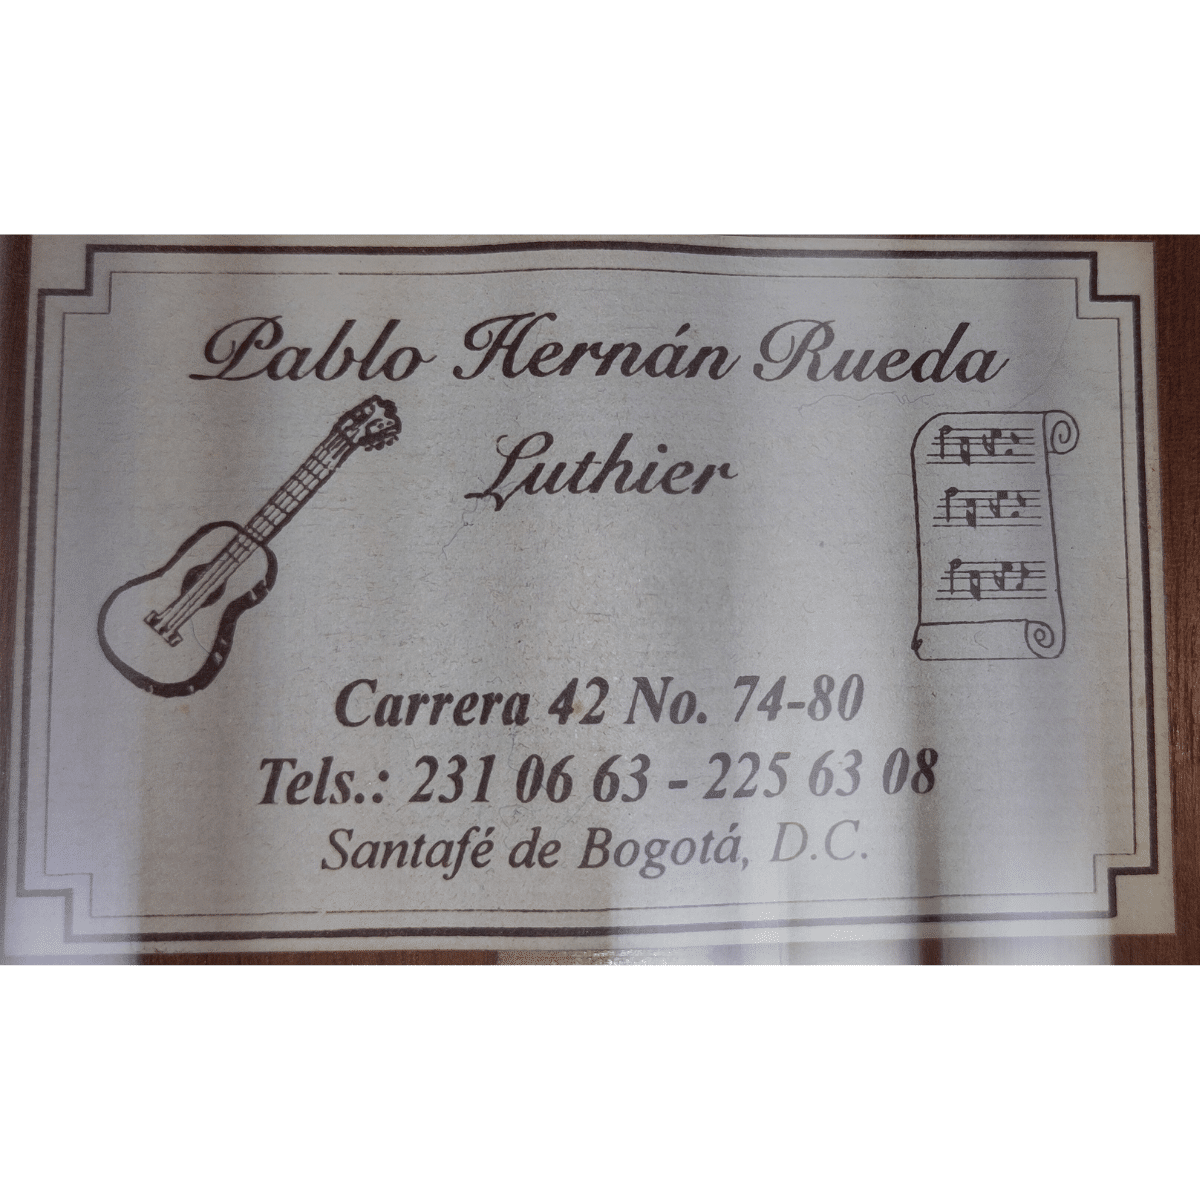 Pablo Hernán Rueda
Luthier
Carrera 42 No. 74-80
Tels.: 231 06 63 - 225 63 08
Santafé de Bogotá, D.C.